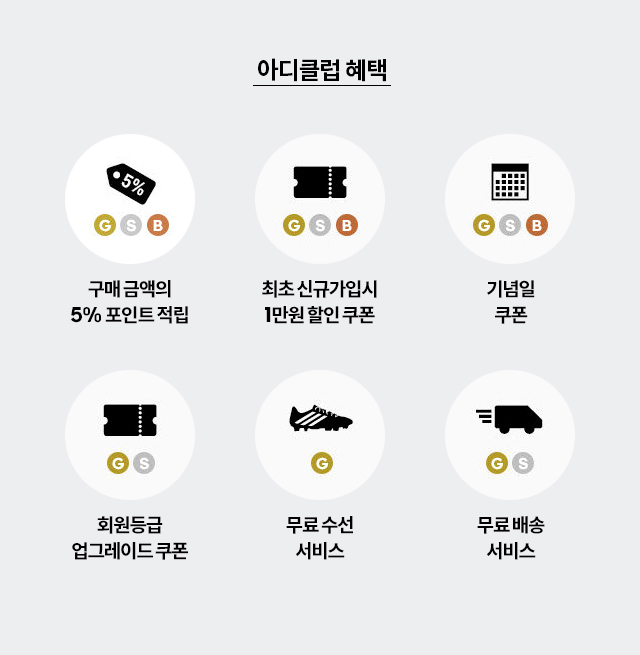 아디클럽 혜택
5%
G S B
G S B
G S B
구매 금액의
5% 포인트 적립
최초 신규가입시
1만원 할인 쿠폰
기념일
쿠폰
G S
G
G S
회원등급
업그레이드 쿠폰
무료 수선
서비스
무료 배송
서비스